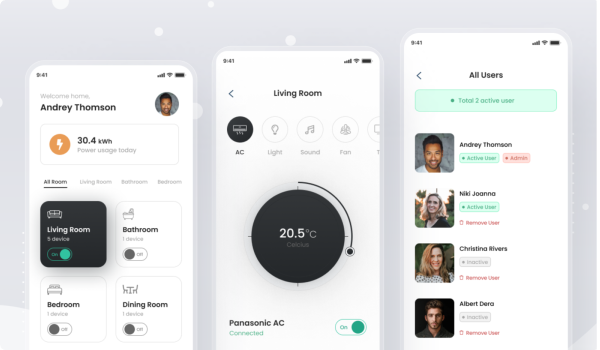 9:41
Welcome home,
Andrey Thomson
30.4 kWh
Power usage today
All Room Living Room Bathroom Bedroom
Living Room
5 device
On
Bathroom
1 device
Off
Bedroom
1 device
Off
Dining Room
1 device
Off
9:41
Living Room
AC Light Sound Fan T
20.5°C
Celcius
Panasonic AC
Connected
On
9:41
All Users
Total 2 active user
Andrey Thomson
Active User Admin
Niki Joanna
Active User
Remove User
Christina Rivers
Inactive
Remove User
Albert Dera
Inactive
Remove User